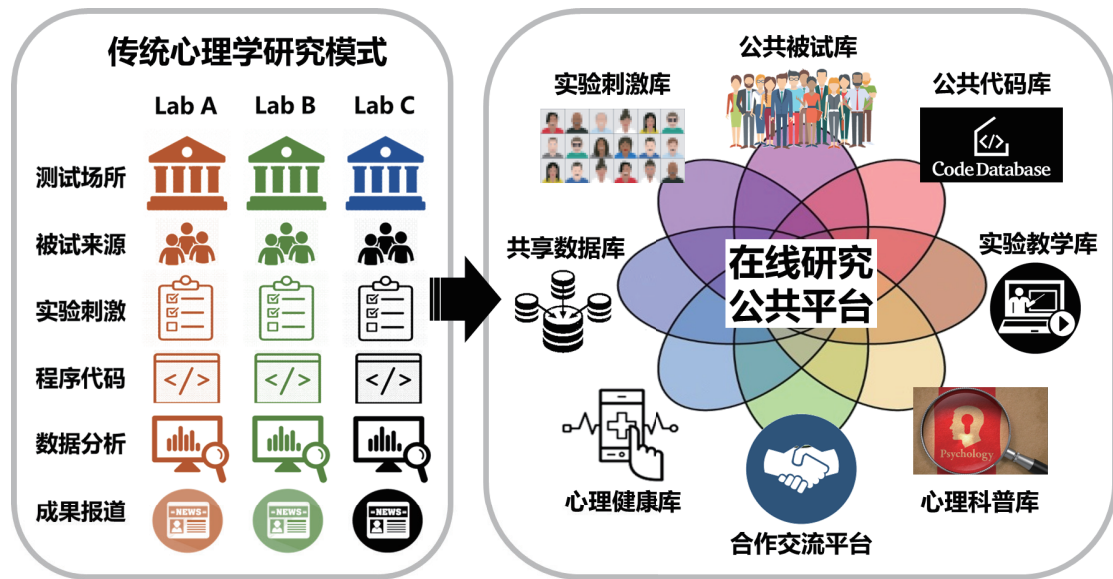 传统心理学研究模式
Lab A Lab B Lab C
测试场所
被试来源
实验刺激
程序代码
</> </> </>
数据分析
成果报道
NEWS NEWS NEWS
公共被试库
实验刺激库
公共代码库
</>
Code Database
共享数据库
在线研究
公共平台
实验教学库
心理健康库
Psychology
心理科普库
合作交流平台